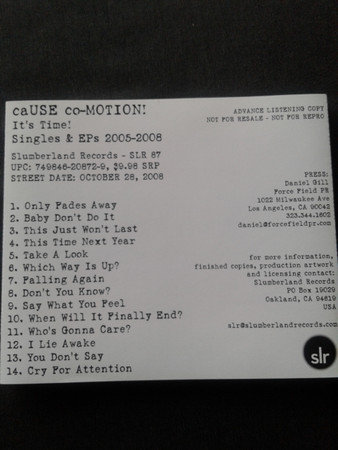 caUSE co-MOTION!
It's Time!
Singles & EPs 2005-2008
Slumberland Records - SLR 87
UPC: 749846-20872-9, $9.98 SRP
STREET DATE: OCTOBER 28, 2008
ADVANCE LISTENING COPY
NOT FOR RESALE - NOT FOR REPRO
1. Only Fades Away
2. Baby Don't Do It
3. This Just Won't Last
4. This Time Next Year
5. Take A Look
6. Which Way Is Up?
7. Falling Again
8. Don't You Know?
9. Say What You Feel
10. When Will It Finally End?
11. Who's Gonna Care?
12. I Lie Awake
13. You Don't Say
14. Cry For Attention
PRESS:
Daniel Gill
Force Field PR
1022 Milwaukee Ave
Los Angeles, CA 90042
323.344.1602
daniel@forcefieldpr.com
for more information,
finished copies, production artwork
and licensing contact:
Slumberland Records
PO Box 19029
Oakland, CA 94619
USA
slr@slumberlandrecords.com
slr